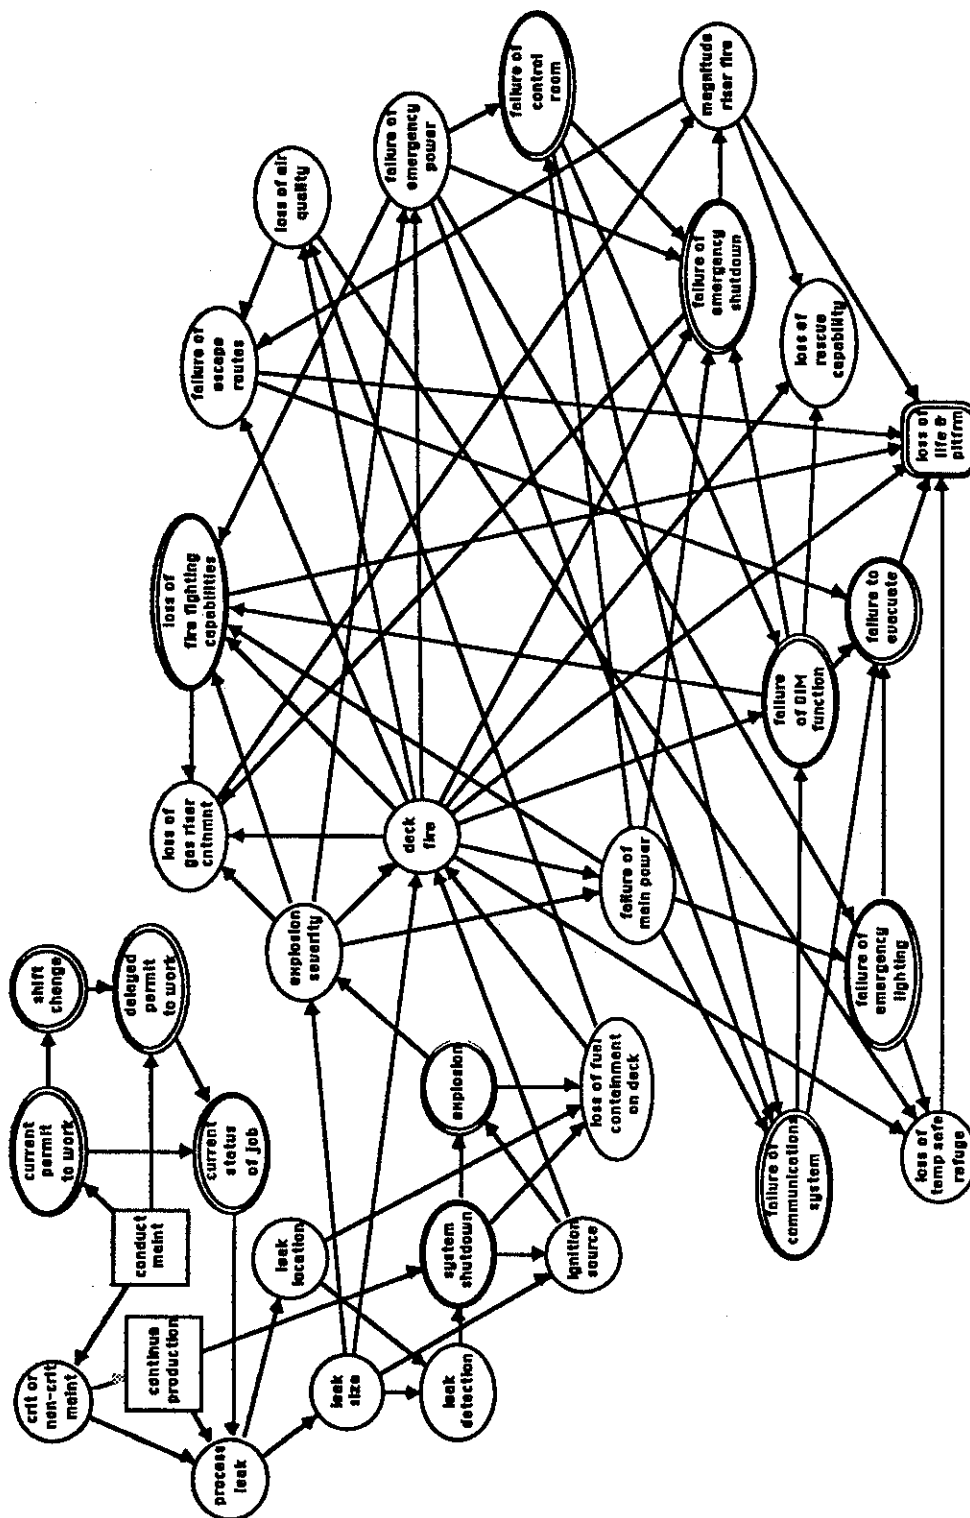 crit or
non-crit
maint
conduct
maint
current
permit
to work
shift
change
delayed
permit
to work
continue
production
current
status
of job
process
leak
leak
location
leak
size
leak
detection
system
shutdown
explosion
ignition
source
loss of fuel
containment
on deck
explosion
severity
loss of
gas riser
cntnmnt
loss of
fire fighting
capabilities
failure of
escape
routes
loss of air
quality
deck
fire
failure of
emergency
power
failure of
control
room
failure of
main power
failure of
emergency
shutdown
magnitude
riser fire
failure of
communications
system
failure
of OIM
function
loss of
rescue
capability
failure of
emergency
lighting
failure to
evacuate
loss of
temp safe
refuge
loss of
life &
pltfrm